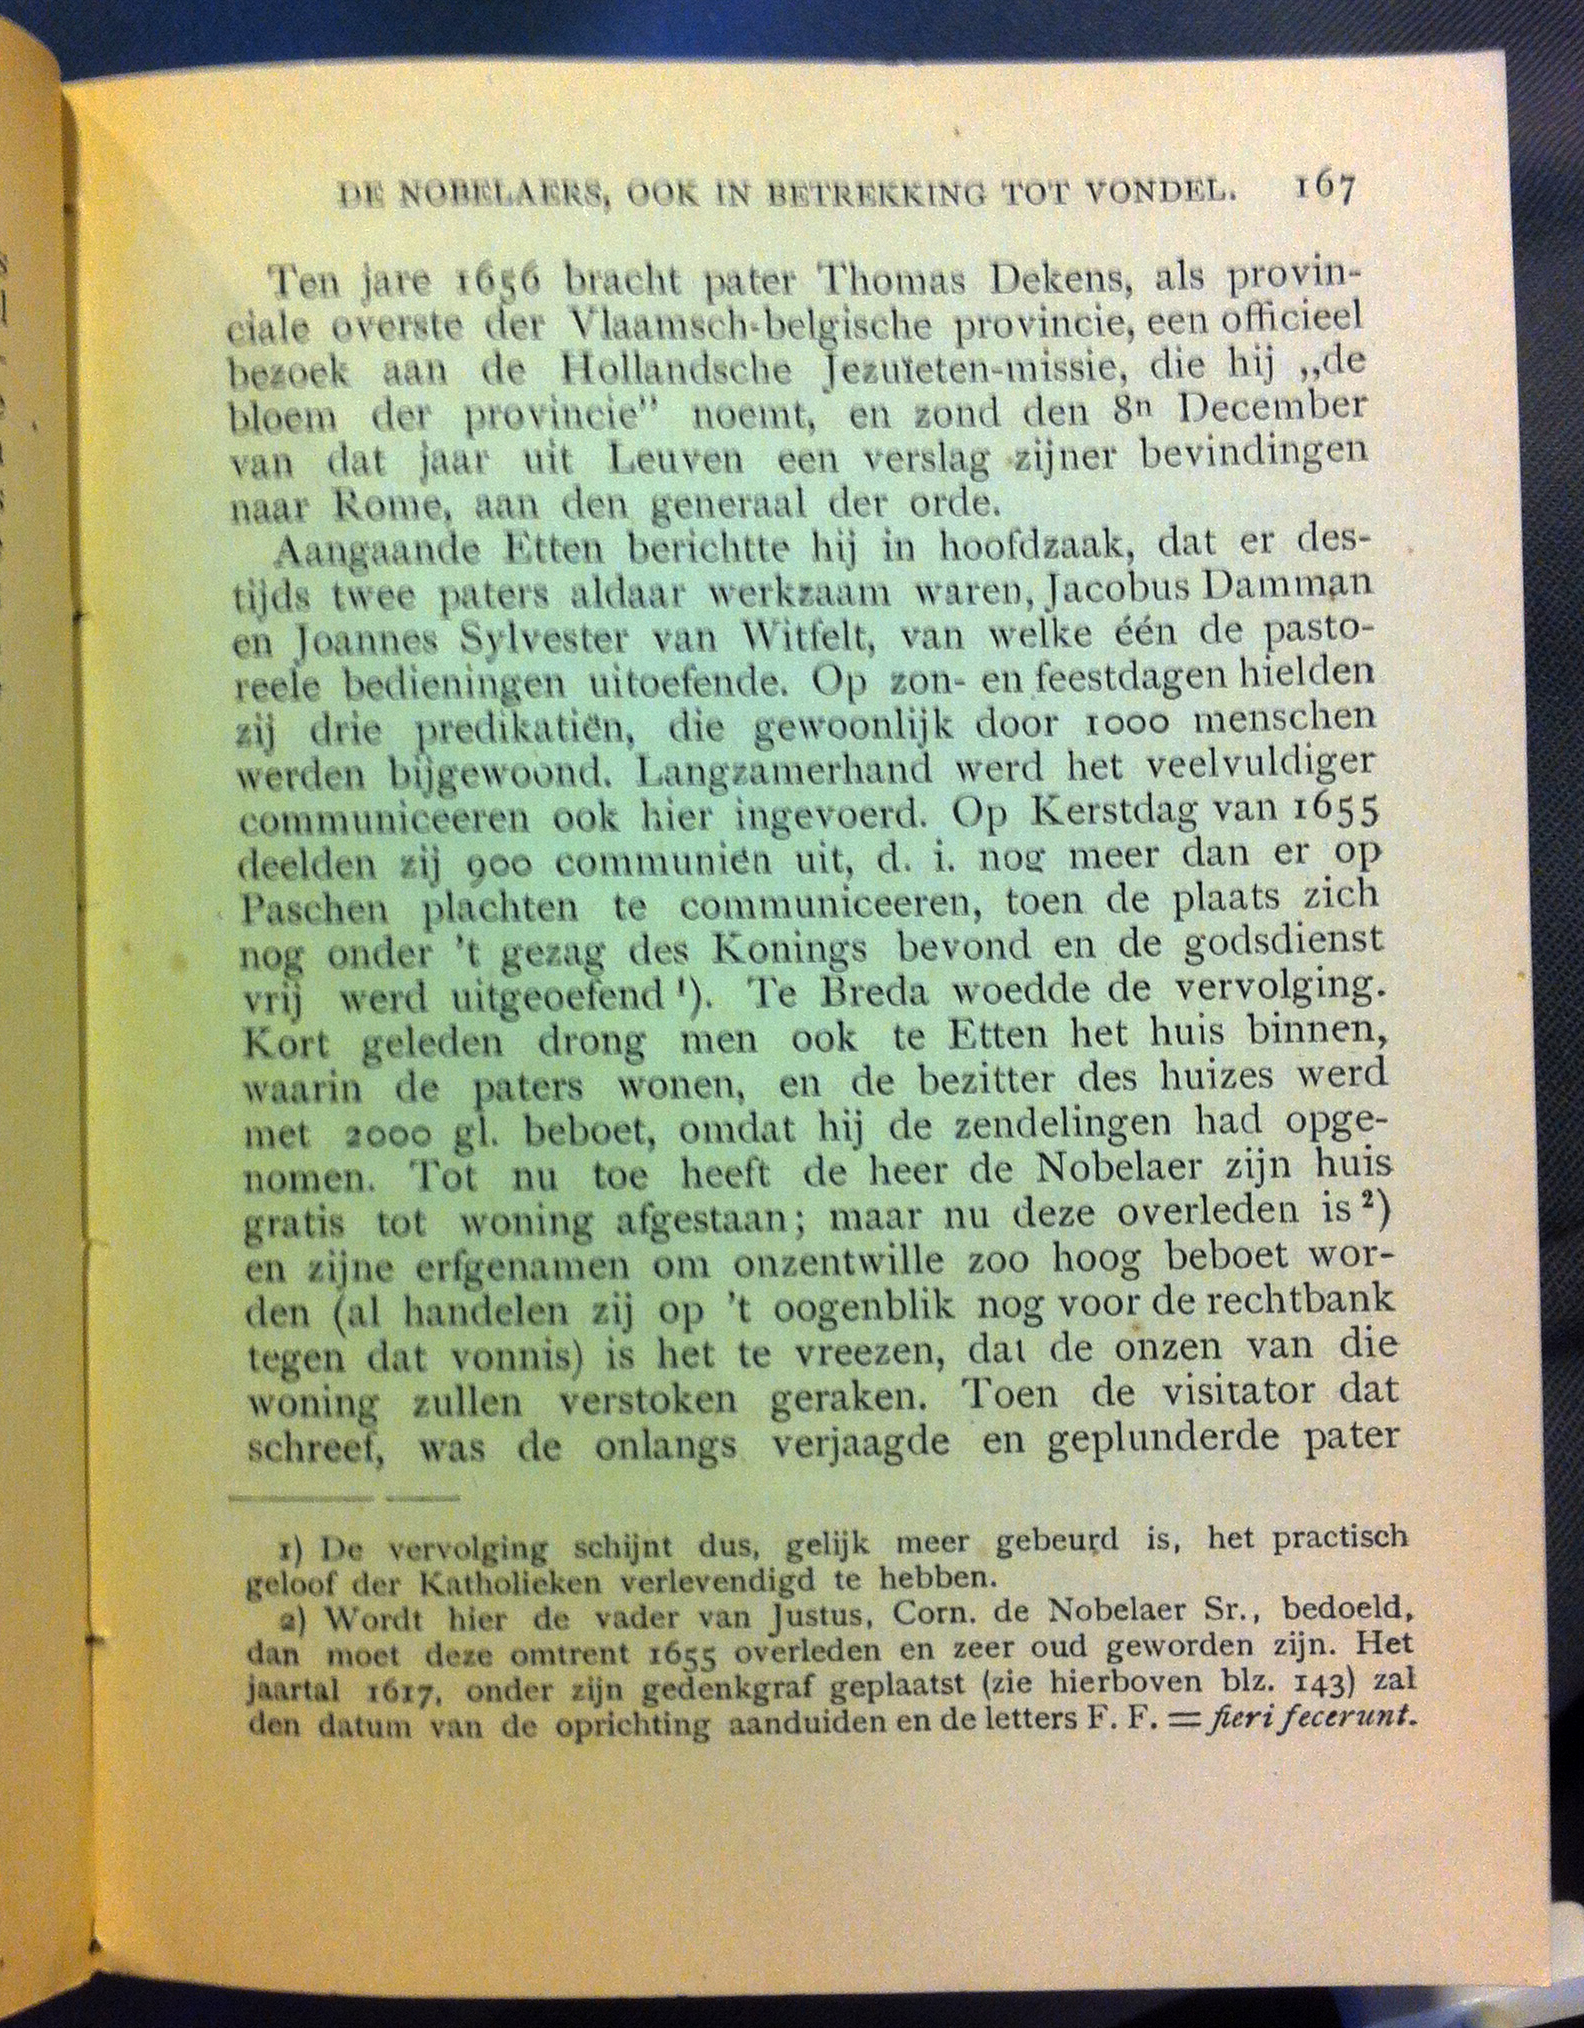 DE NOBELAERS, OOK IN BETREKKING TOT VONDEL. 167
Ten jare 1656 bracht pater Thomas Dekens, als provin-
ciale overste der Vlaamsch-belgische provincie, een officieel
bezoek aan de Hollandsche Jezuïeten-missie, die hij „de
bloem der provincie" noemt, en zond den 8n December
van dat jaar uit Leuven een verslag zijner bevindingen
naar Rome, aan den generaal der orde.
Aangaande Etten berichtte hij in hoofdzaak, dat er des-
tijds twee paters aldaar werkzaam waren, Jacobus Damman
en Joannes Sylvester van Witfelt, van welke één de pasto-
reele bedieningen uitoefende. Op zon- en feestdagen hielden
zij drie predikatiën, die gewoonlijk door 1000 menschen
werden bijgewoond. Langzamerhand werd het veelvuldiger
communiceeren ook hier ingevoerd. Op Kerstdag van 1655
deelden zij 900 communiën uit, d. i. nog meer dan er op
Paschen plachten te communiceeren, toen de plaats zich
nog onder 't gezag des Konings bevond en de godsdienst
vrij werd uitgeoefend ¹). Te Breda woedde de vervolging.
Kort geleden drong men ook te Etten het huis binnen,
waarin de paters wonen, en de bezitter des huizes werd
met 2000 gl. beboet, omdat hij de zendelingen had opge-
nomen. Tot nu toe heeft de heer de Nobelaer zijn huis
gratis tot woning afgestaan; maar nu deze overleden is ²)
en zijne erfgenamen om onzentwille zoo hoog beboet wor-
den (al handelen zij op 't oogenblik nog voor de rechtbank
tegen dat vonnis) is het te vreezen, dat de onzen van die
woning zullen verstoken geraken. Toen de visitator dat
schreef, was de onlangs verjaagde en geplunderde pater
1) De vervolging schijnt dus, gelijk meer gebeurd is, het practisch
geloof der Katholieken verlevendigd te hebben.
2) Wordt hier de vader van Justus, Corn. de Nobelaer Sr., bedoeld,
dan moet deze omtrent 1655 overleden en zeer oud geworden zijn. Het
jaartal 1617, onder zijn gedenkgraf geplaatst (zie hierboven blz. 143) zal
den datum van de oprichting aanduiden en de letters F. F. = fieri fecerunt.